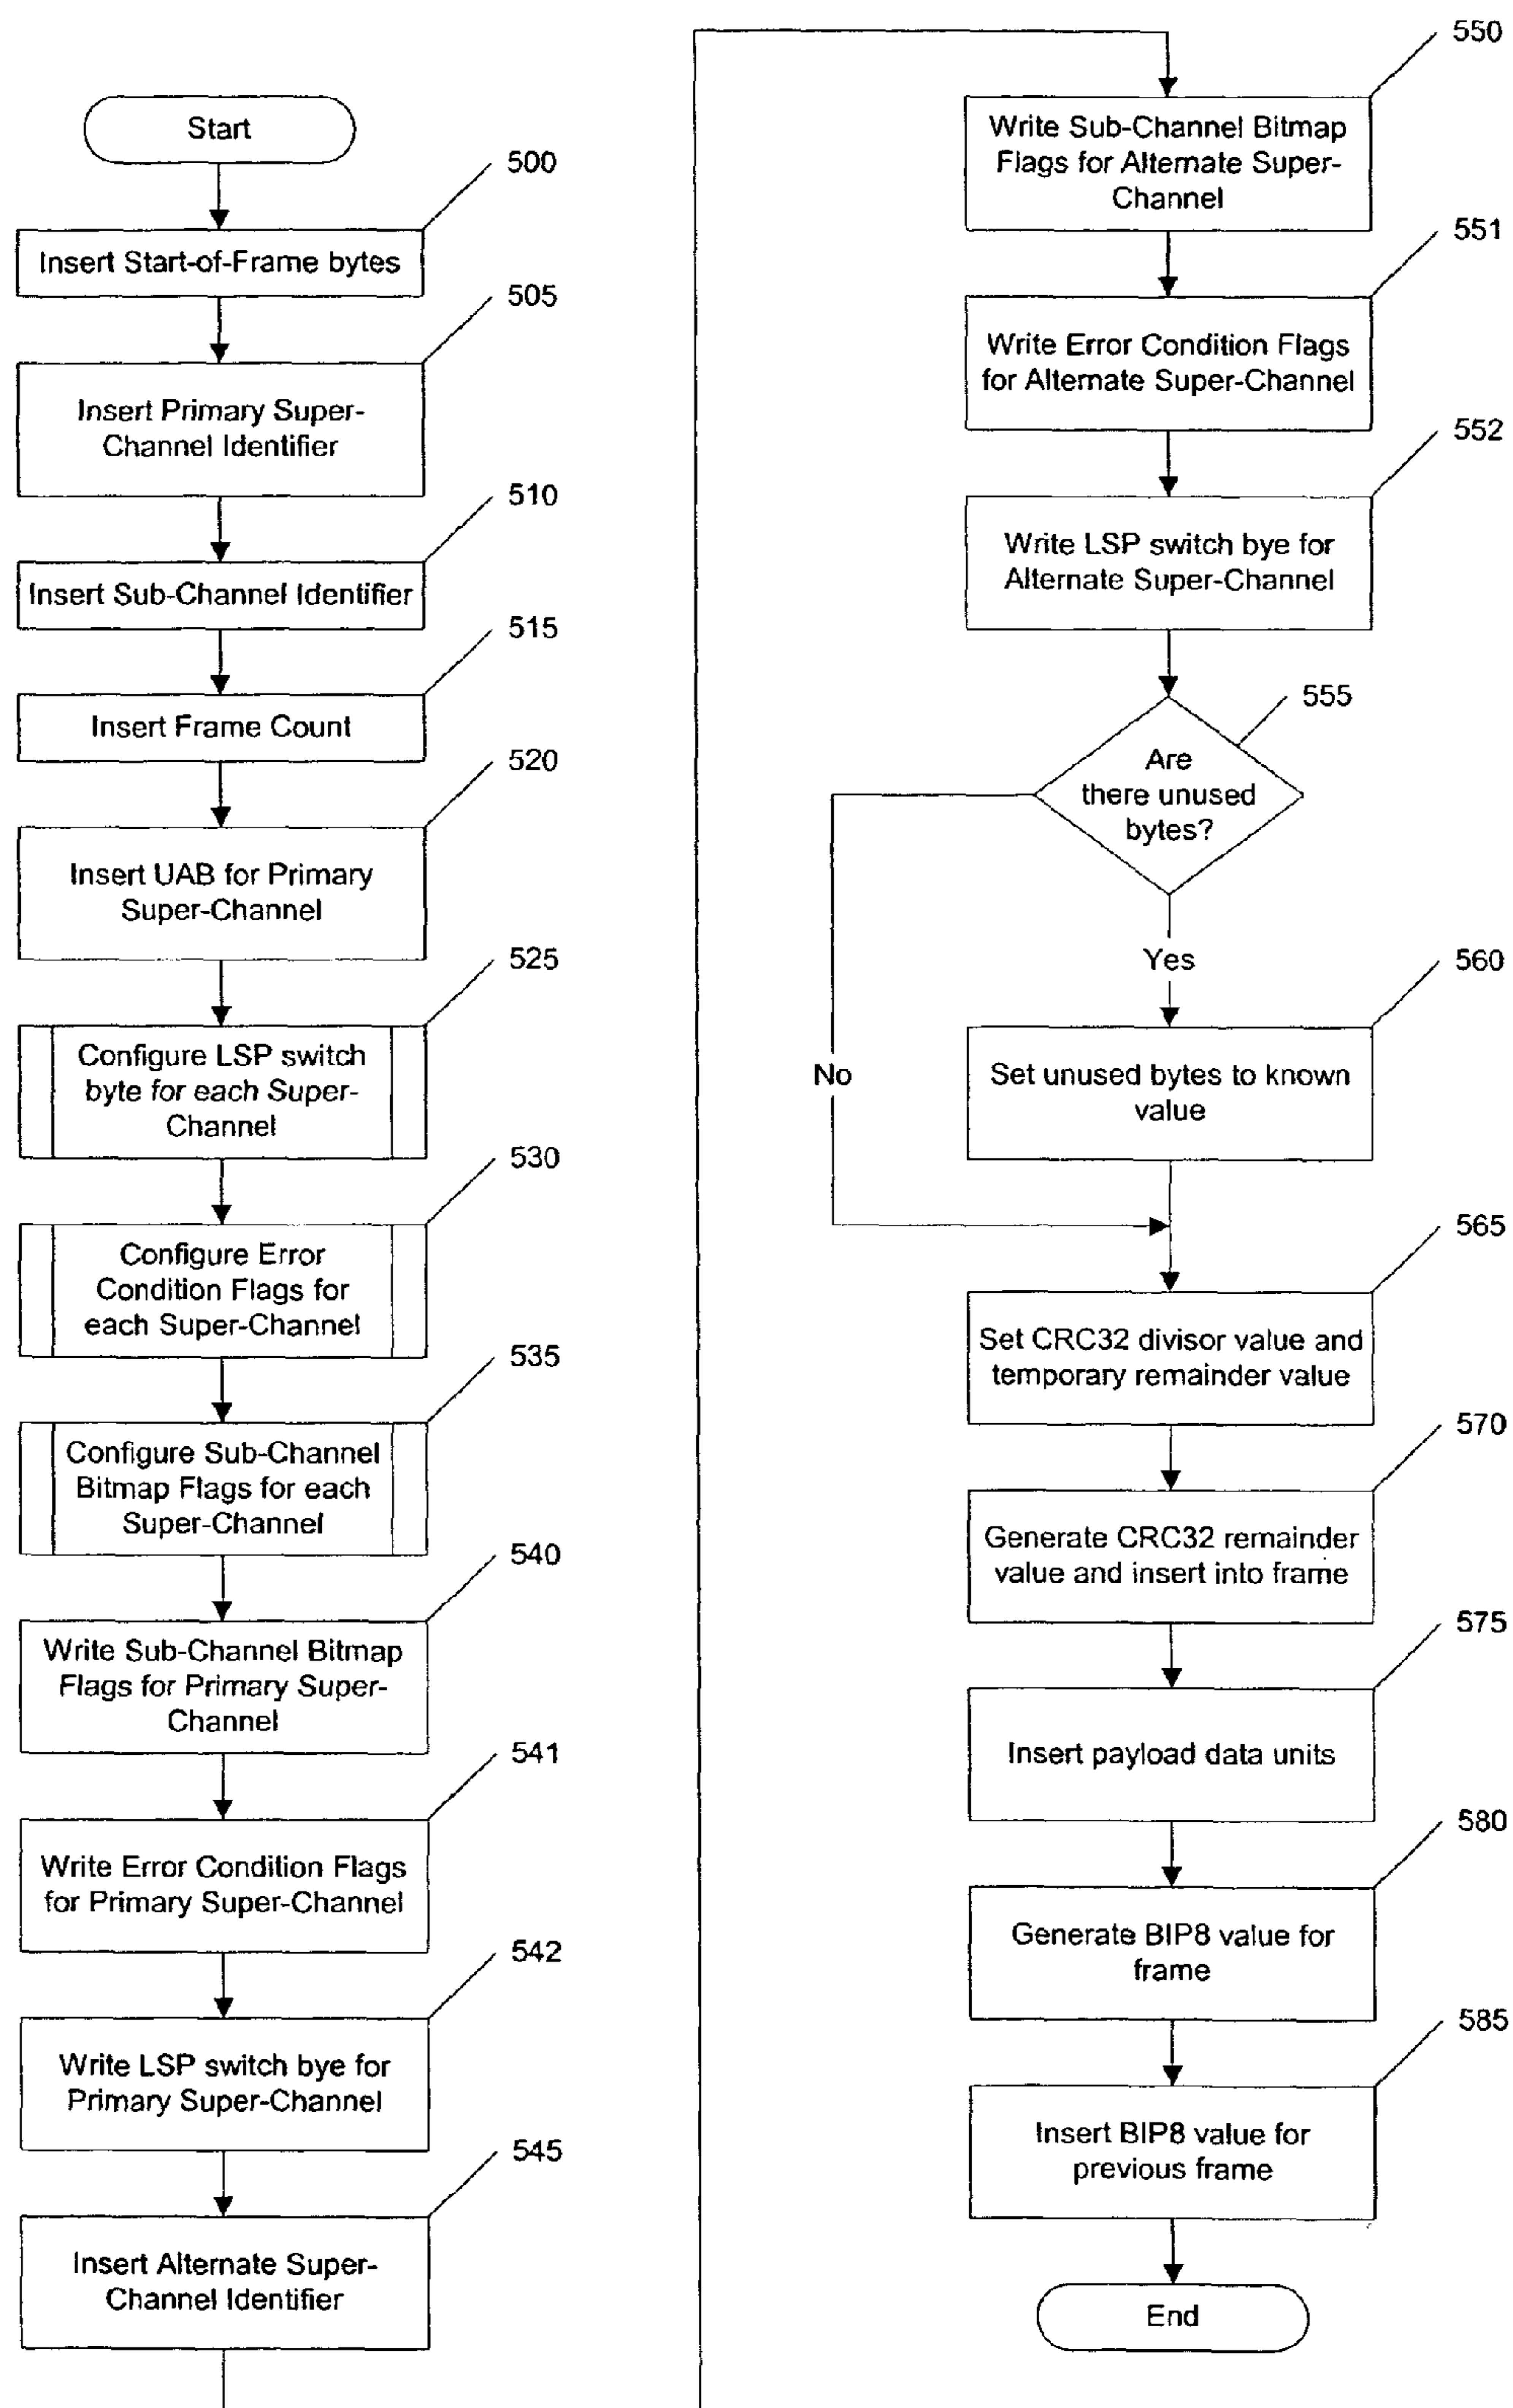 Start
500
Insert Start-of-Frame bytes
505
Insert Primary Super-
Channel Identifier
510
Insert Sub-Channel Identifier
515
Insert Frame Count
520
Insert UAB for Primary
Super-Channel
525
Configure LSP switch
byte for each Super-
Channel
530
Configure Error
Condition Flags for
each Super-Channel
535
Configure Sub-Channel
Bitmap Flags for each
Super-Channel
540
Write Sub-Channel Bitmap
Flags for Primary Super-
Channel
541
Write Error Condition Flags
for Primary Super-Channel
542
Write LSP switch bye for
Primary Super-Channel
545
Insert Alternate Super-
Channel Identifier
550
Write Sub-Channel Bitmap
Flags for Alternate Super-
Channel
551
Write Error Condition Flags
for Alternate Super-Channel
552
Write LSP switch bye for
Alternate Super-Channel
555
Are
there unused
bytes?
Yes
560
No
Set unused bytes to known
value
565
Set CRC32 divisor value and
temporary remainder value
570
Generate CRC32 remainder
value and insert into frame
575
Insert payload data units
580
Generate BIP8 value for
frame
585
Insert BIP8 value for
previous frame
End